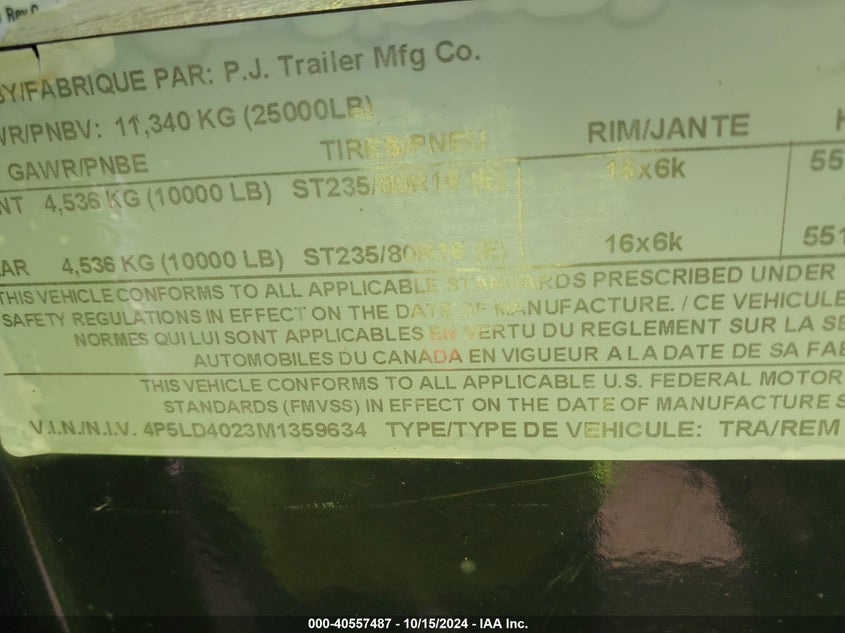 Rev C
BY/FABRIQUE PAR: P.J. Trailer Mfg Co.
WR/PNBV: 11,340 KG (25000LB)
GAWR/PNBE TIRES/PNEU RIM/JANTE
NT 4,536 KG (10000 LB) ST235/80R16 (E) 16x6k 55
AR 4,536 KG (10000 LB) ST235/80R16 (E) 16x6k 551
THIS VEHICLE CONFORMS TO ALL APPLICABLE STANDARDS PRESCRIBED UNDER
SAFETY REGULATIONS IN EFFECT ON THE DATE OF MANUFACTURE. / CE VEHICULE
NORMES QUI LUI SONT APPLICABLES EN VERTU DU REGLEMENT SUR LA SE
AUTOMOBILES DU CANADA EN VIGUEUR A LA DATE DE SA FAB
THIS VEHICLE CONFORMS TO ALL APPLICABLE U.S. FEDERAL MOTOR
STANDARDS (FMVSS) IN EFFECT ON THE DATE OF MANUFACTURE S
V.I.N./N.I.V. 4P5LD4023M1359634 TYPE/TYPE DE VEHICULE: TRA/REM
000-40557487 - 10/15/2024 - IAA Inc.